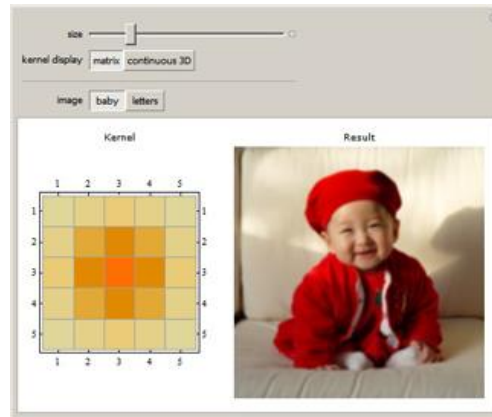 size
kernel display matrix continuous 3D
image baby letters
Kernel Result
1 2 3 4 5
1 1
2 2
3 3
4 4
5 5
1 2 3 4 5